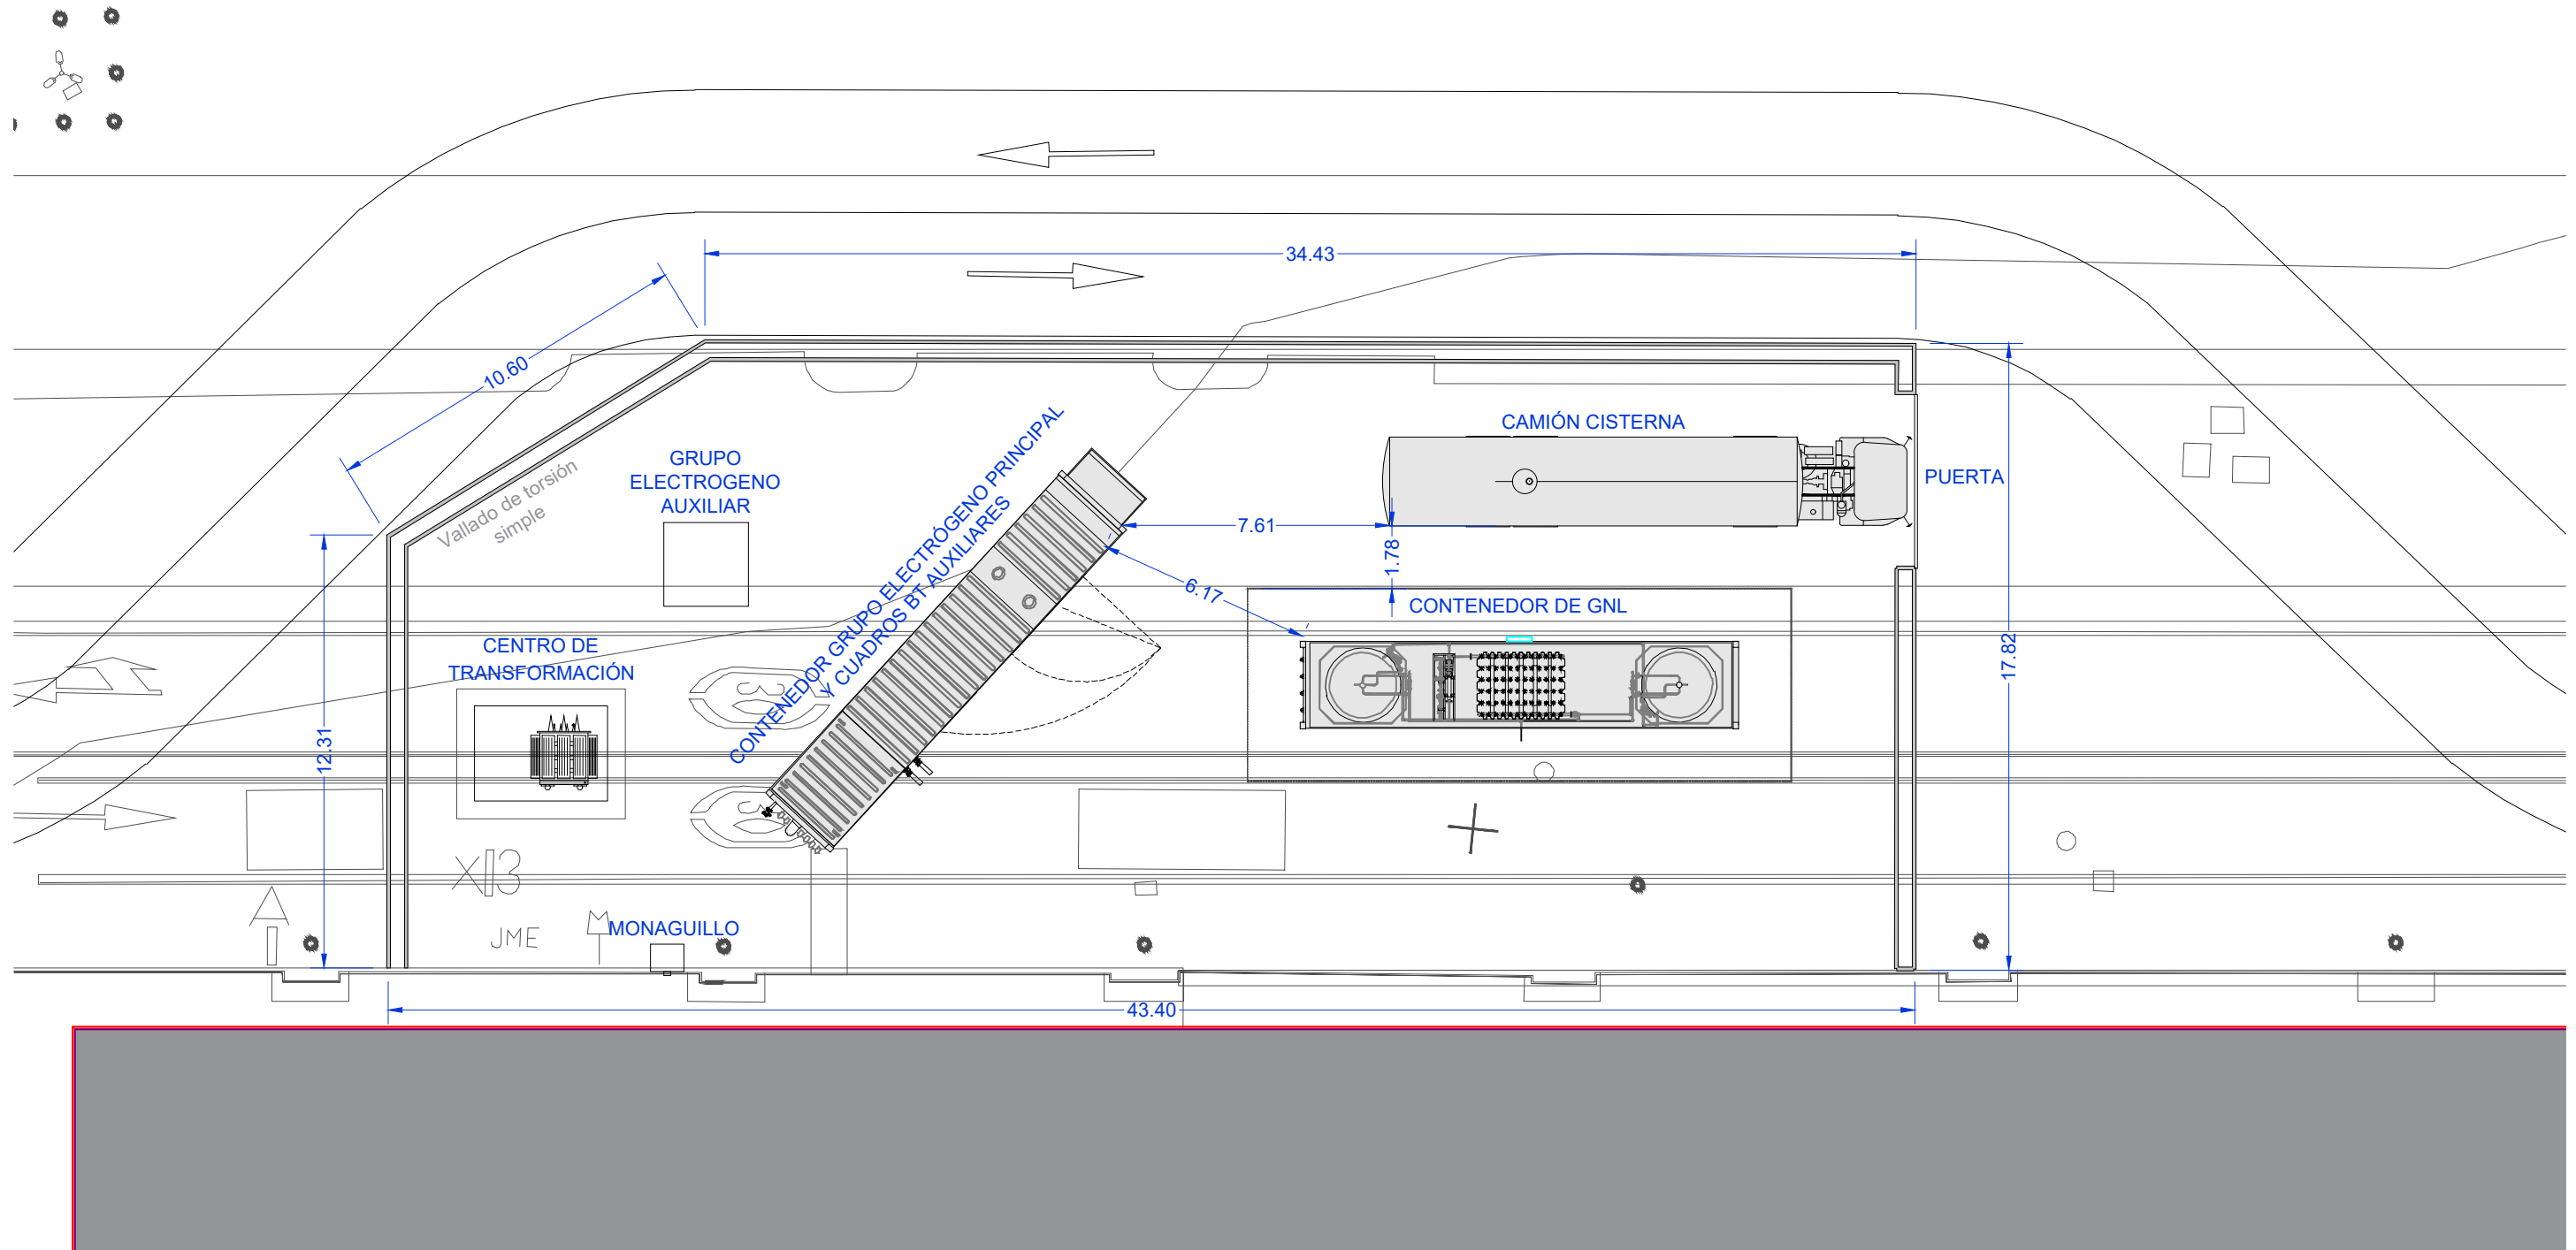 34.43
10.60
CAMIÓN CISTERNA
GRUPO
ELECTROGENO
AUXILIAR
Vallado de torsión
simple
CONTENEDOR GRUPO ELECTRÓGENO PRINCIPAL
Y CUADROS BT AUXILIARES
PUERTA
7.61
1.78
6.17
CONTENEDOR DE GNL
CENTRO DE
TRANSFORMACIÓN
17.82
12.31
X13
JME
M
MONAGUILLO
43.40